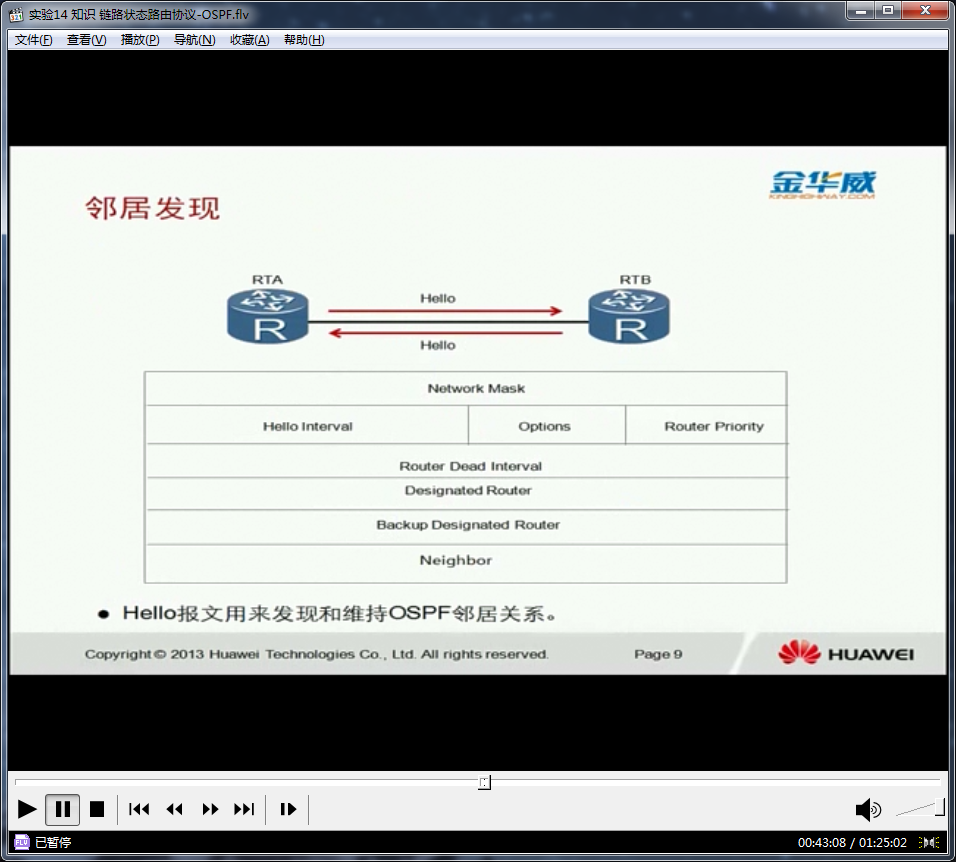 实验14 知识 链路状态路由协议-OSPF.flv
文件(F) 查看(V) 播放(P) 导航(N) 收藏(A) 帮助(H)
金华威
KINGHIGHWAY.COM
邻居发现
RTA RTB
Hello
R R
Hello
Network Mask
Hello Interval Options Router Priority
Router Dead Interval
Designated Router
Backup Designated Router
Neighbor
● Hello报文用来发现和维持OSPF邻居关系。
Copyright © 2013 Huawei Technologies Co., Ltd. All rights reserved. Page 9 HUAWEI
FLV 已暂停 00:43:08 / 01:25:02